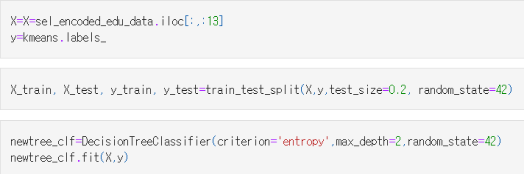 X=X=sel_encoded_edu_data.iloc[:,:13]
y=kmeans.labels_
X_train, X_test, y_train, y_test=train_test_split(X,y,test_size=0.2, random_state=42)
newtree_clf=DecisionTreeClassifier(criterion='entropy',max_depth=2,random_state=42)
newtree_clf.fit(X,y)